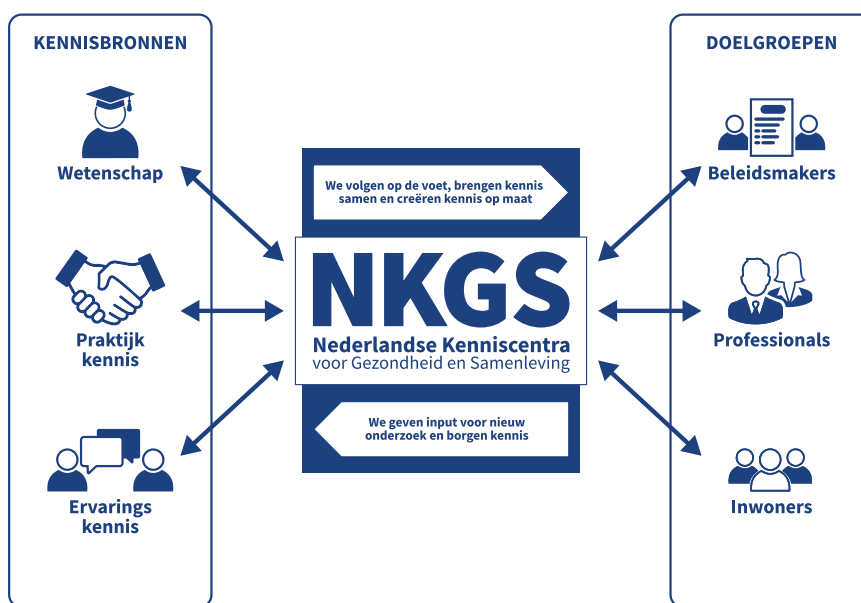 KENNISBRONNEN
Wetenschap
Praktijk
kennis
Ervarings
kennis
We volgen op de voet, brengen kennis
samen en creëren kennis op maat
NKGS
Nederlandse Kenniscentra
voor Gezondheid en Samenleving
We geven input voor nieuw
onderzoek en borgen kennis
DOELGROEPEN
Beleidsmakers
Professionals
Inwoners